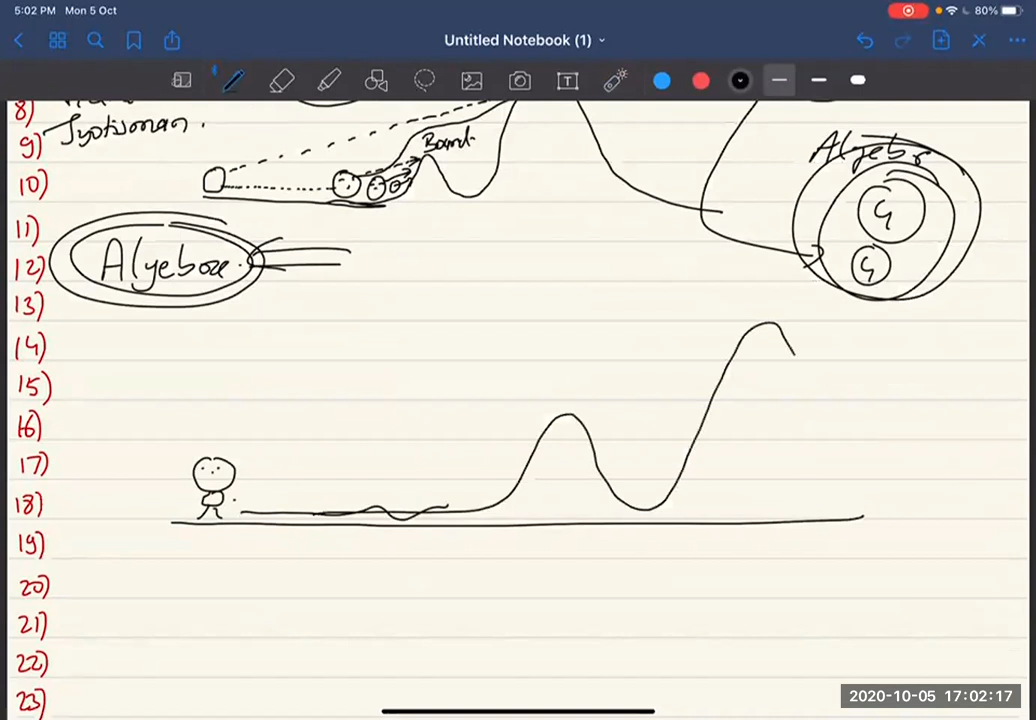 5:02 PM Mon 5 Oct
80%
Untitled Notebook (1)
T
8)
9) Jyotisman.
Board
10)
Algebr
11)
12) Algebra.
13)
14)
15)
16)
17)
18)
19)
20)
21)
22)
23)
2020-10-05 17:02:17